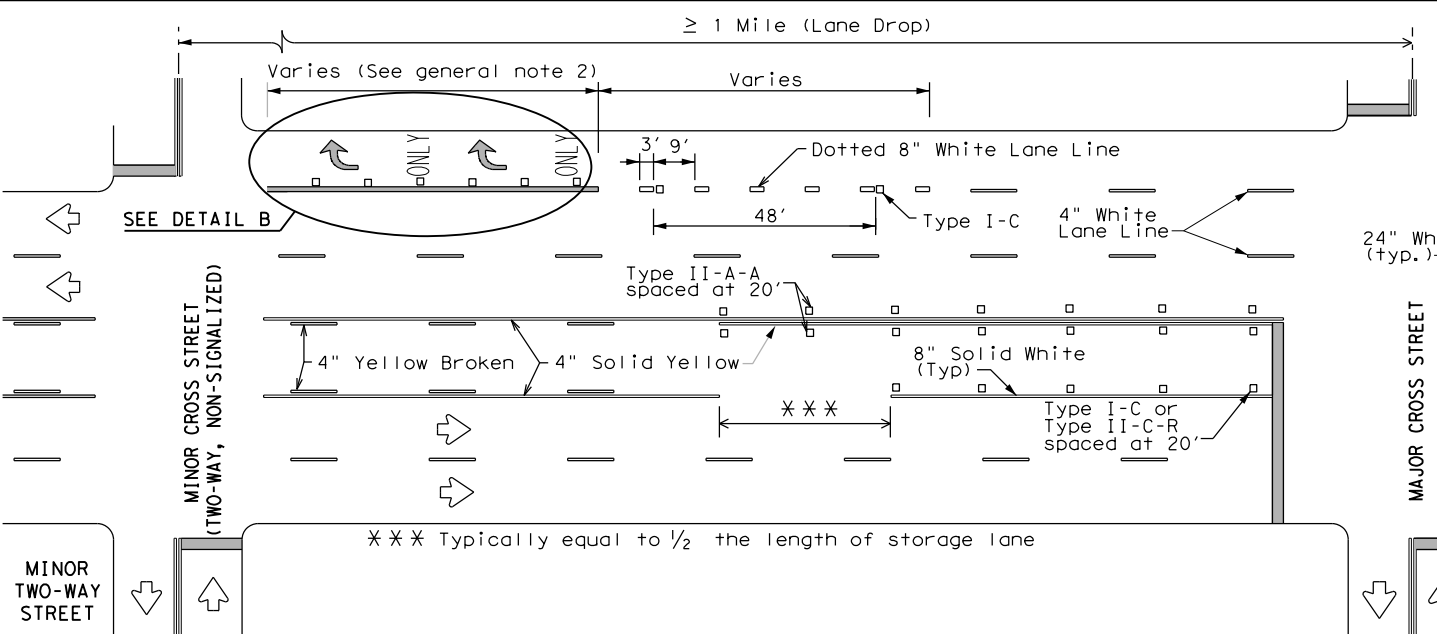 ≥ 1 Mile (Lane Drop)
Varies (See general note 2)
Varies
ONLY
ONLY
3' 9'
Dotted 8" White Lane Line
SEE DETAIL B
48'
Type I-C
4" White
Lane Line
24" Wh
(typ.)
Type II-A-A
spaced at 20'
4" Yellow Broken
4" Solid Yellow
8" Solid White
(Typ)
***
Type I-C or
Type II-C-R
spaced at 20'
MINOR CROSS STREET
(TWO-WAY, NON-SIGNALIZED)
MAJOR CROSS STREET
*** Typically equal to 1/2 the length of storage lane
MINOR
TWO-WAY
STREET